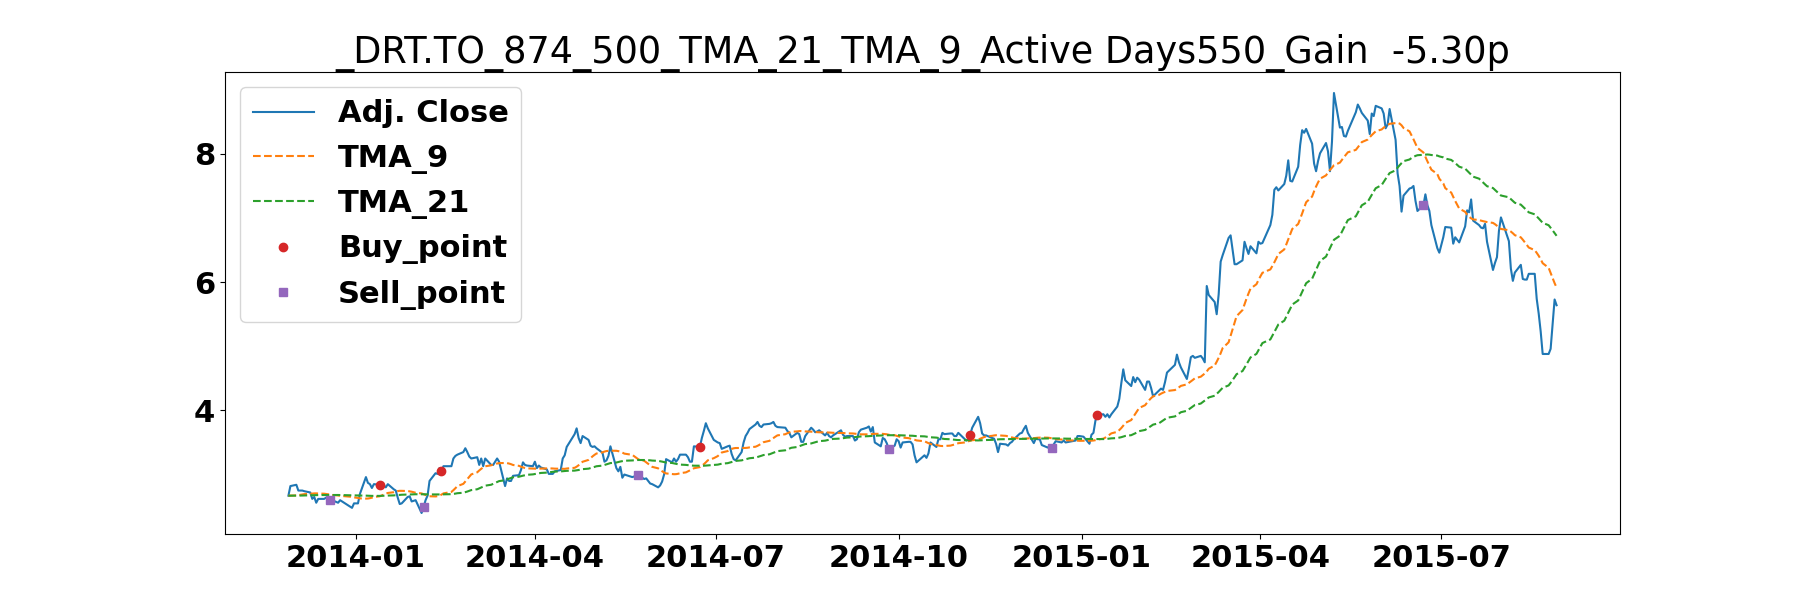 _DRT.TO_874_500_TMA_21_TMA_9_Active Days550_Gain  -5.30p
Adj. Close
TMA_9
TMA_21
Buy_point
Sell_point
8
6
4
2014-01 2014-04 2014-07 2014-10 2015-01 2015-04 2015-07